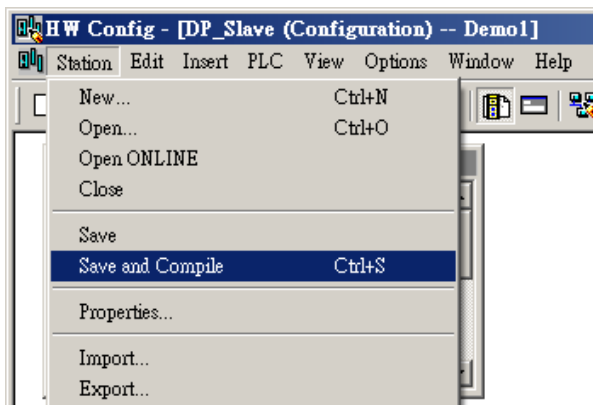 HW Config - [DP_Slave (Configuration) -- Demo1]
Station Edit Insert PLC View Options Window Help
New... Ctrl+N
Open... Ctrl+O
Open ONLINE
Close
Save
Save and Compile Ctrl+S
Properties...
Import...
Export...